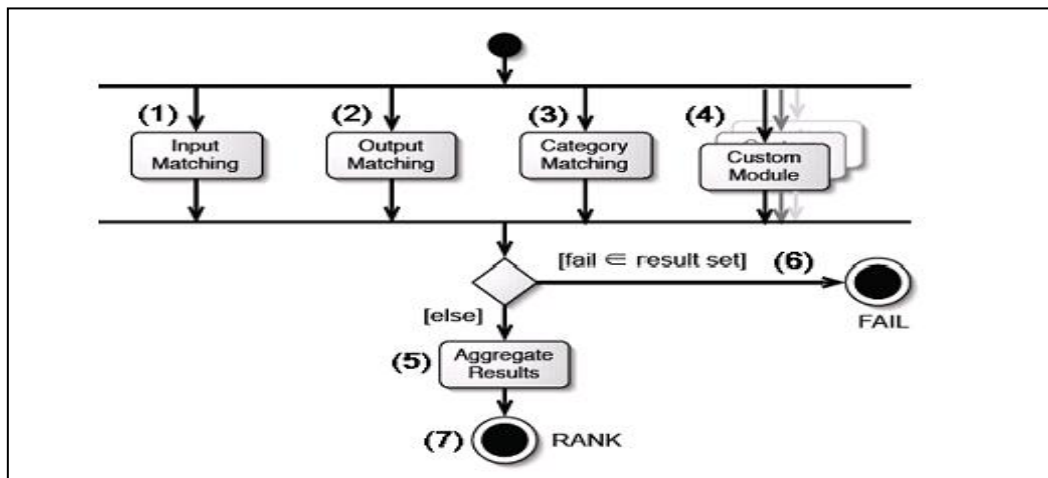 (1)
Input
Matching
(2)
Output
Matching
(3)
Category
Matching
(4)
Custom
Module
[fail ∈ result set]
(6)
FAIL
[else]
(5)
Aggregate
Results
(7)
RANK